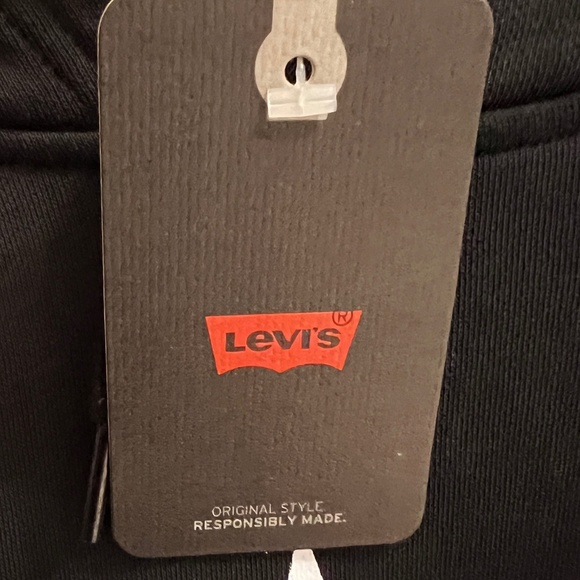 Levi's®
ORIGINAL STYLE
RESPONSIBLY MADE.